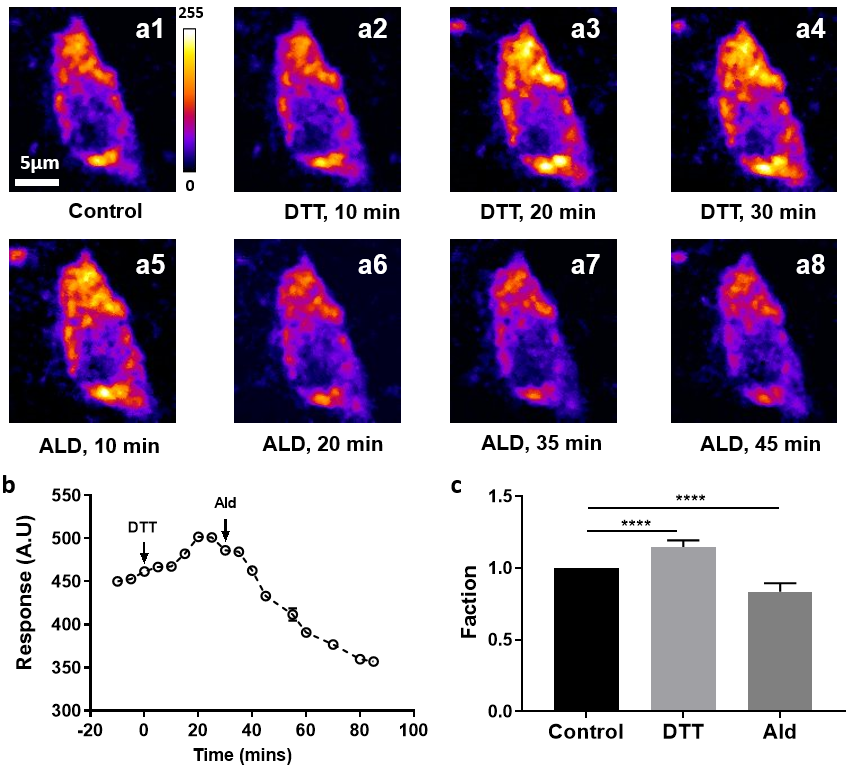 a1
255
0
5µm
Control
a2
DTT, 10 min
a3
DTT, 20 min
a4
DTT, 30 min
a5
ALD, 10 min
a6
ALD, 20 min
a7
ALD, 35 min
a8
ALD, 45 min
b
Response (A.U)
550
500
450
400
350
300
DTT
Ald
-20 0 20 40 60 80 100
Time (mins)
c
Faction
1.5
1.0
0.5
0.0
****
****
Control DTT Ald